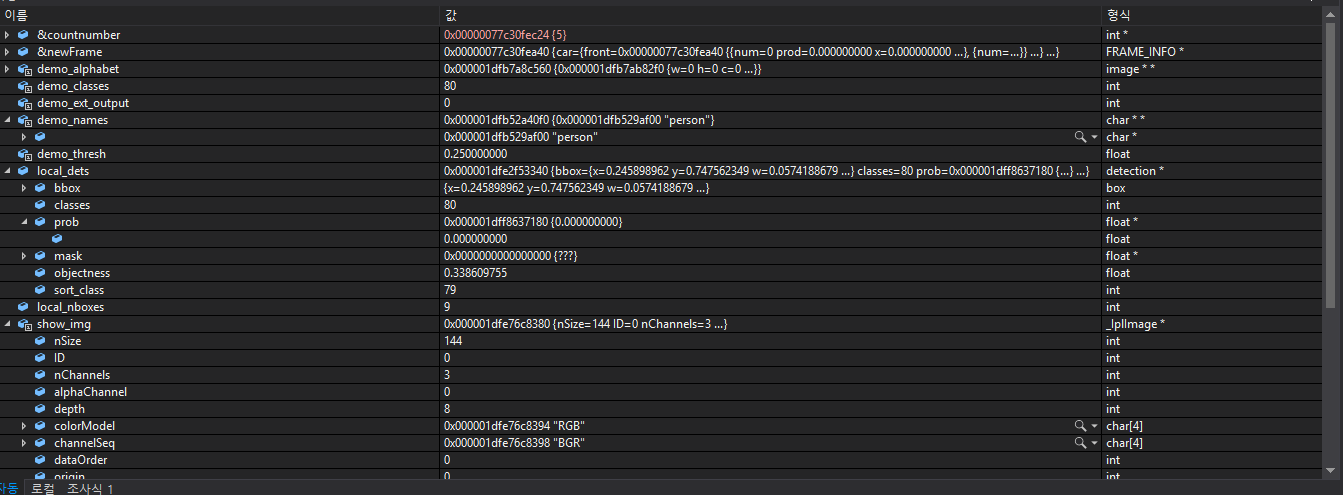 이름 값 형식
&countnumber 0x00000077c30fec24 {5} int *
&newFrame 0x00000077c30fea40 {car={front=0x00000077c30fea40 {{num=0 prod=0.000000000 x=0.000000000 ...}, {num=...}} ...} ...} FRAME_INFO *
demo_alphabet 0x000001dfb7a8c560 {0x000001dfb7ab82f0 {w=0 h=0 c=0 ...}} image * *
demo_classes 80 int
demo_ext_output 0 int
demo_names 0x000001dfb52a40f0 {0x000001dfb529af00 "person"} char * *
0x000001dfb529af00 "person" char *
demo_thresh 0.250000000 float
local_dets 0x000001dfe2f53340 {bbox={x=0.245898962 y=0.747562349 w=0.0574188679 ...} classes=80 prob=0x000001dff8637180 {...} ...} detection *
bbox {x=0.245898962 y=0.747562349 w=0.0574188679 ...} box
classes 80 int
prob 0x000001dff8637180 {0.000000000} float *
0.000000000 float
mask 0x0000000000000000 {???} float *
objectness 0.338609755 float
sort_class 79 int
local_nboxes 9 int
show_img 0x000001dfe76c8380 {nSize=144 ID=0 nChannels=3 ...} _IplImage *
nSize 144 int
ID 0 int
nChannels 3 int
alphaChannel 0 int
depth 8 int
colorModel 0x000001dfe76c8394 "RGB" char[4]
channelSeq 0x000001dfe76c8398 "BGR" char[4]
dataOrder 0 int
origin 0 int
자동 로컬 조사식 1